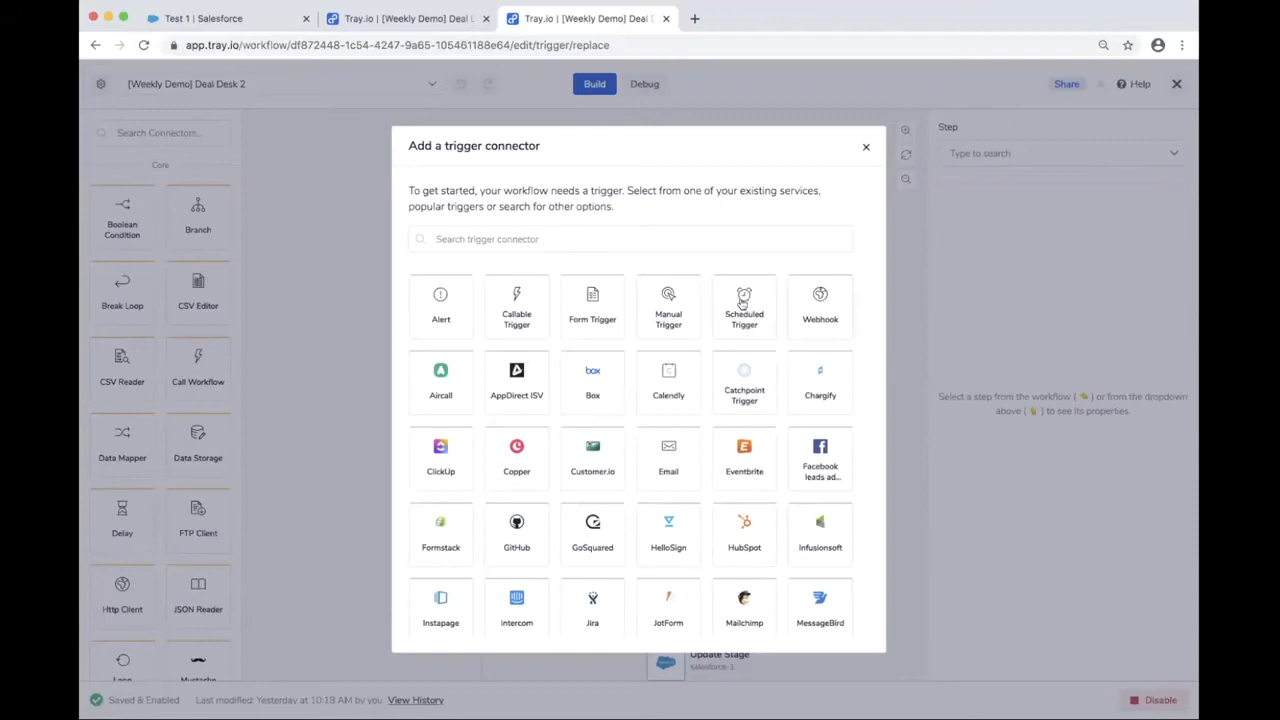 Test 1 | Salesforce
Tray.io | [Weekly Demo] Deal D
Tray.io | [Weekly Demo] Deal D
app.tray.io/workflow/df872448-1c54-4247-9a65-105461188e64/edit/trigger/replace
[Weekly Demo] Deal Desk 2
Build
Debug
Share
Help
Search Connectors...
Core
Boolean
Condition
Branch
Break Loop
CSV Editor
CSV Reader
Call Workflow
Data Mapper
Data Storage
Delay
FTP Client
Http Client
JSON Reader
Loop
Mustache
Add a trigger connector
To get started, your workflow needs a trigger. Select from one of your existing services,
popular triggers or search for other options.
Search trigger connector
Alert
Callable
Trigger
Form Trigger
Manual
Trigger
Scheduled
Trigger
Webhook
Aircall
AppDirect ISV
box
Box
Calendly
Catchpoint
Trigger
Chargify
ClickUp
Copper
Customer.io
Email
Eventbrite
Facebook
leads ad...
Formstack
GitHub
GoSquared
HelloSign
HubSpot
Infusionsoft
Instapage
Intercom
Jira
JotForm
Mailchimp
MessageBird
Update Stage
salesforce-1
Step
Type to search
Select a step from the workflow ( 👈 ) or from the dropdown
above ( 👆 ) to see its properties.
Saved & Enabled
Last modified: Yesterday at 10:19 AM by you
View History
Disable